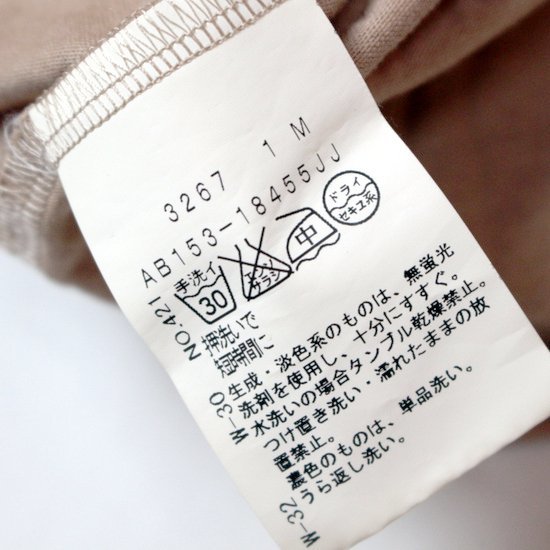 3267 1 M
AB153-18455JJ
NO.421
手洗イ
30
エンソ
サラシ
中
ドライ
セキユ系
押洗いで
短時間に
W-30 生成・淡色系のものは、無蛍光
洗剤を使用し、十分にすすぐ。
水洗いの場合タンブル乾燥禁止。
つけ置き洗い・濡れたままの放
置禁止。
濃色のものは、単品洗い。
W-32 うら返し洗い。